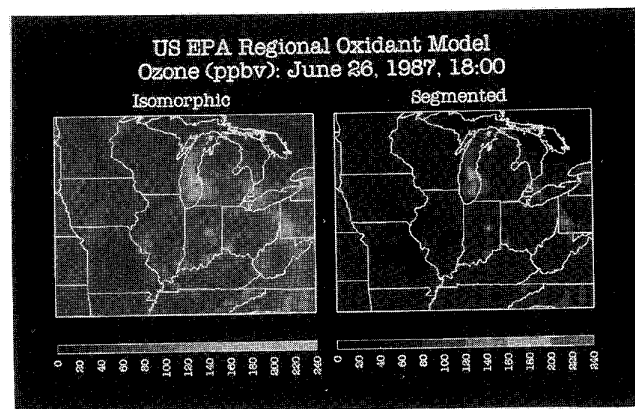 US EPA Regional Oxidant Model
Ozone (ppbv): June 26, 1987, 18:00
Isomorphic
Segmented
0 20 40 60 80 100 120 140 160 180 200 220 240
0 20 40 60 80 100 120 140 160 180 200 220 240